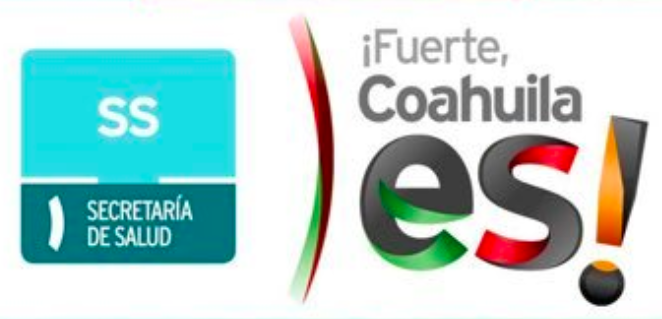 SS
SECRETARÍA
DE SALUD
¡Fuerte,
Coahuila
es!